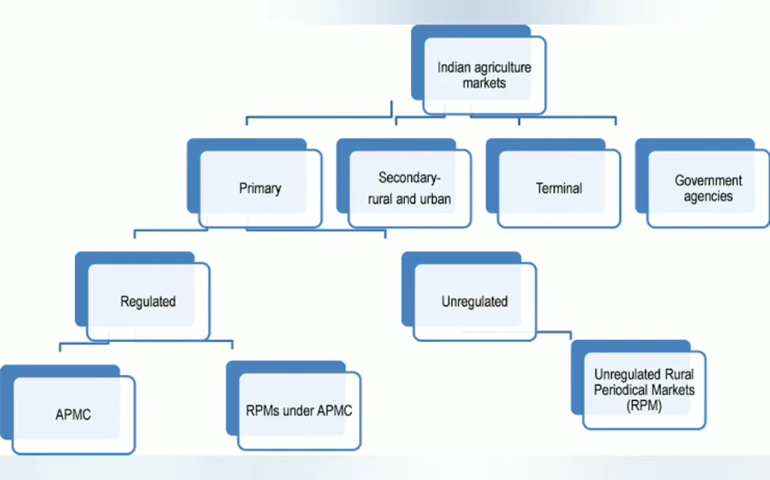 Indian agriculture
markets
Primary
Secondary-
rural and urban
Terminal
Government
agencies
Regulated
Unregulated
APMC
RPMs under APMC
Unregulated Rural
Periodical Markets
(RPM)